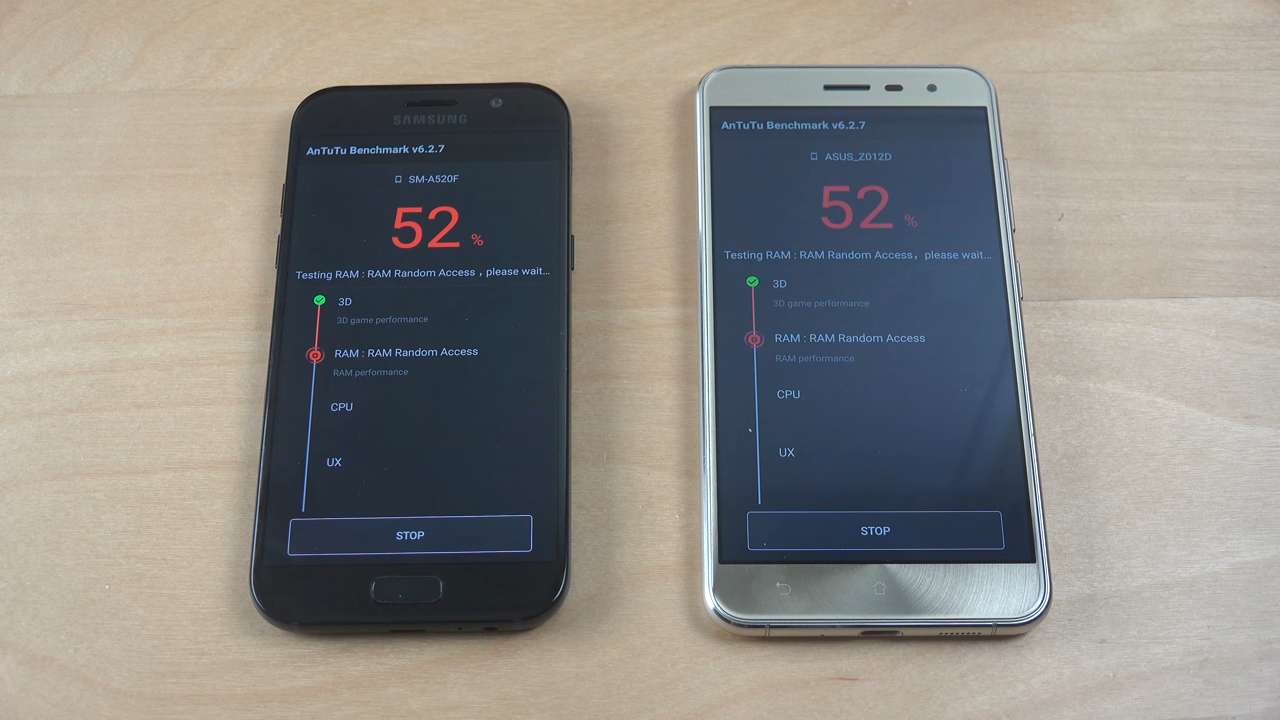 SAMSUNG
AnTuTu Benchmark v6.2.7
SM-A520F
52 %
Testing RAM : RAM Random Access , please wait...
3D
3D game performance
RAM : RAM Random Access
RAM performance
CPU
UX
STOP
AnTuTu Benchmark v6.2.7
ASUS_Z012D
52 %
Testing RAM : RAM Random Access, please wait...
3D
3D game performance
RAM : RAM Random Access
RAM performance
CPU
UX
STOP